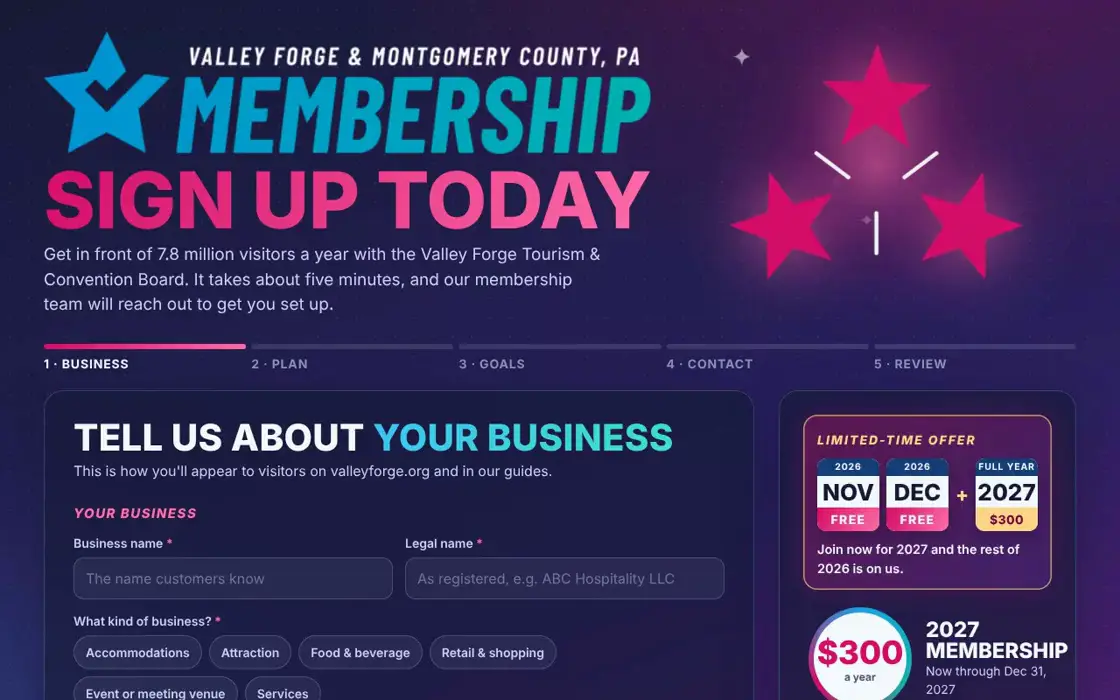 VALLEY FORGE & MONTGOMERY COUNTY, PA
MEMBERSHIP
SIGN UP TODAY
Get in front of 7.8 million visitors a year with the Valley Forge Tourism &
Convention Board. It takes about five minutes, and our membership
team will reach out to get you set up.
1 · BUSINESS
2 · PLAN
3 · GOALS
4 · CONTACT
5 · REVIEW
TELL US ABOUT YOUR BUSINESS
This is how you'll appear to visitors on valleyforge.org and in our guides.
YOUR BUSINESS
Business name *
The name customers know
Legal name *
As registered, e.g. ABC Hospitality LLC
What kind of business? *
Accommodations
Attraction
Food & beverage
Retail & shopping
Event or meeting venue
Services
LIMITED-TIME OFFER
2026
NOV
FREE
2026
DEC
FREE
+
FULL YEAR
2027
$300
Join now for 2027 and the rest of
2026 is on us.
$300
a year
2027
MEMBERSHIP
Now through Dec 31,
2027